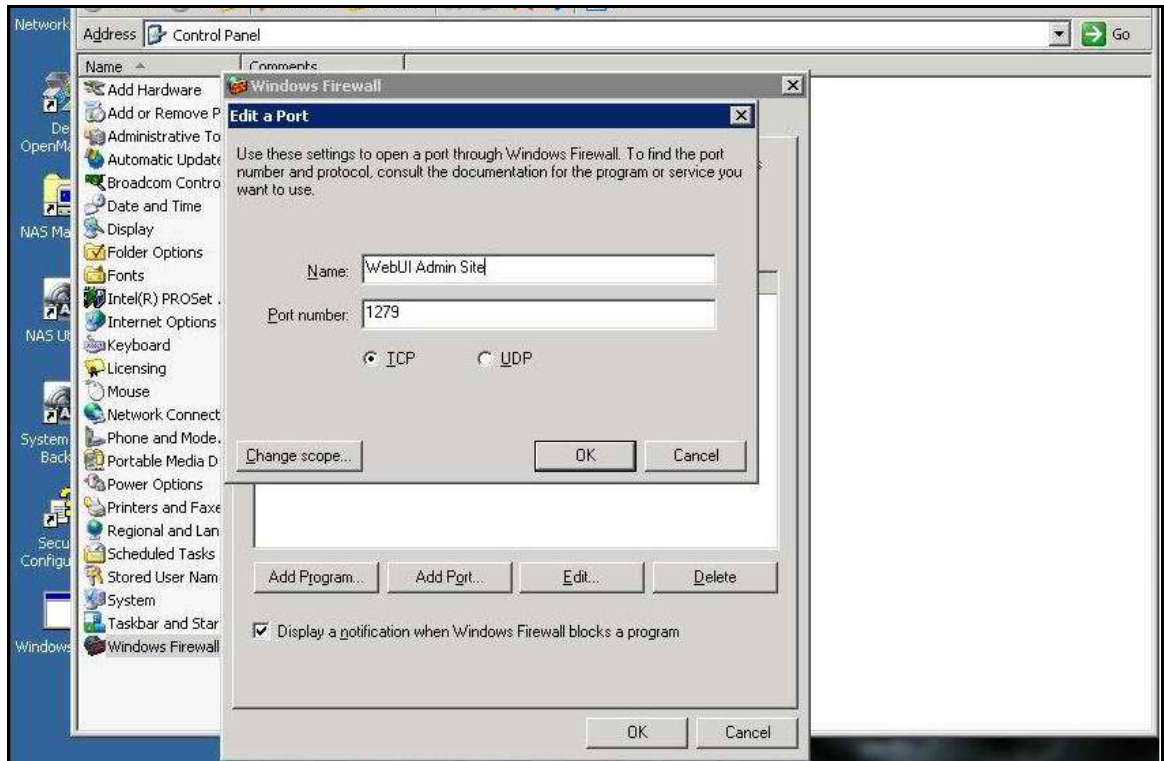 Network
Address Control Panel Go
Name Comments
Add Hardware
Add or Remove P
Administrative To
Automatic Update
Broadcom Contro
Date and Time
Display
Folder Options
Fonts
Intel(R) PROSet .
Internet Options
Keyboard
Licensing
Mouse
Network Connect
Phone and Mode.
Portable Media D
Power Options
Printers and Faxe
Regional and Lan
Scheduled Tasks
Stored User Nam
System
Taskbar and Star
Windows Firewall
De
OpenMa
NAS Ma
NAS Ut
System
Back
Secu
Configu
Windows
Windows Firewall
Edit a Port
Use these settings to open a port through Windows Firewall. To find the port
number and protocol, consult the documentation for the program or service you
want to use.
Name: WebUI Admin Site
Port number: 1279
TCP UDP
Change scope... OK Cancel
Add Program... Add Port... Edit... Delete
Display a notification when Windows Firewall blocks a program
OK Cancel